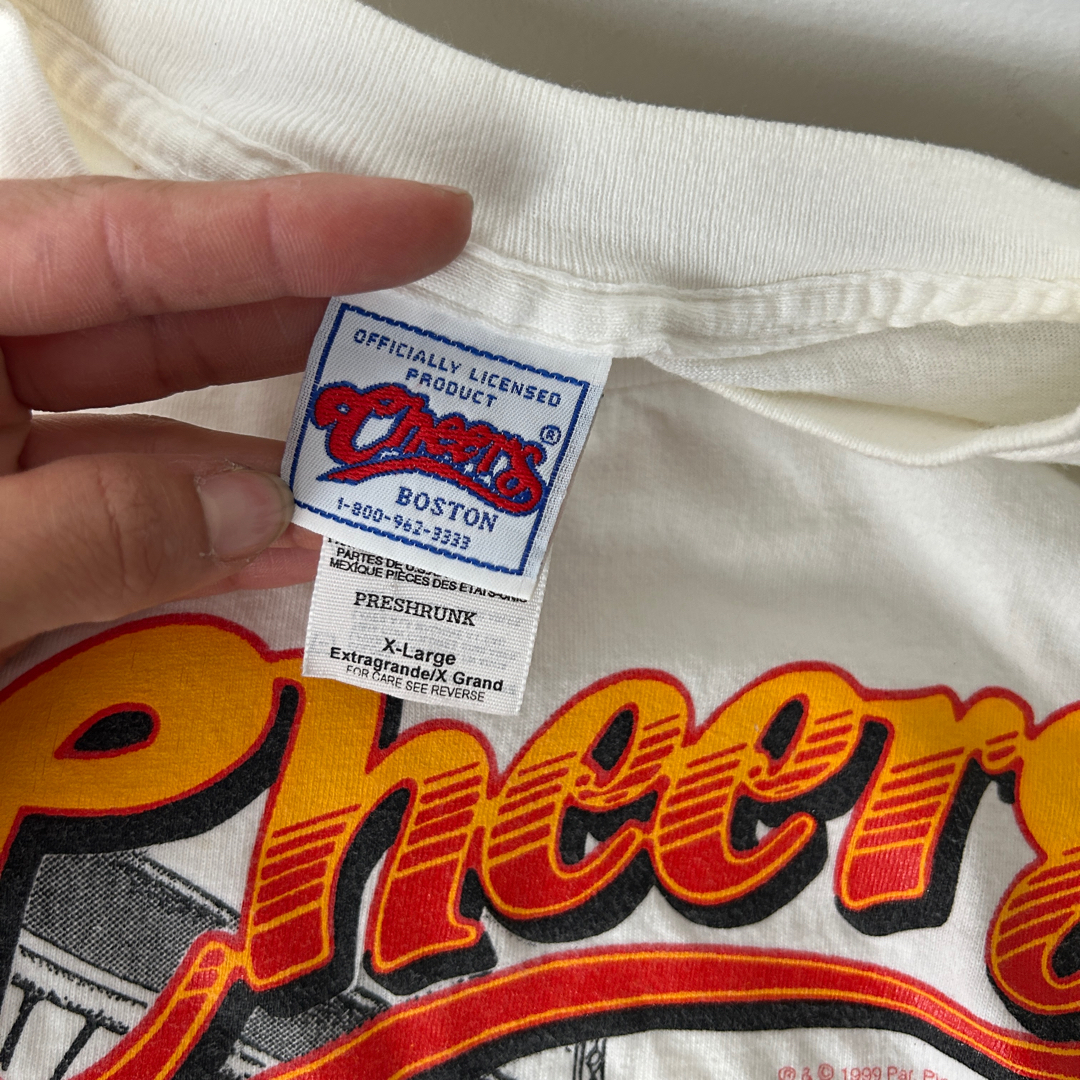 OFFICIALLY LICENSED
PRODUCT
Cheers®
BOSTON
1-800-962-3333
PARTES DE U.S.A.
MEXIQUE PIÈCES DES ÉTATS-UNIS
PRESHRUNK
X-Large
Extragrande/X Grand
FOR CARE SEE REVERSE
Cheers
® & © 1999 Par. Pi